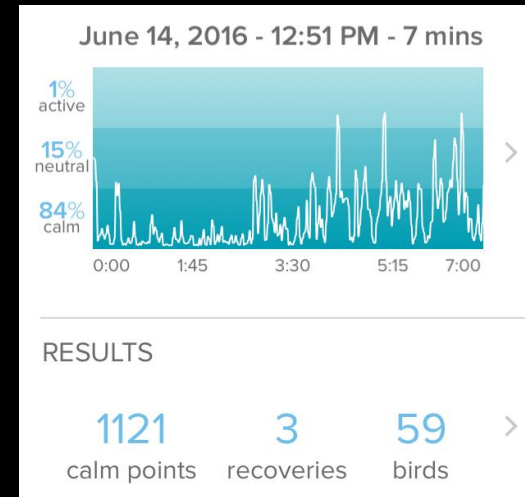 June 14, 2016 - 12:51 PM - 7 mins
1%
active
15%
neutral
84%
calm
0:00 1:45 3:30 5:15 7:00
RESULTS
1121 3 59
calm points recoveries birds